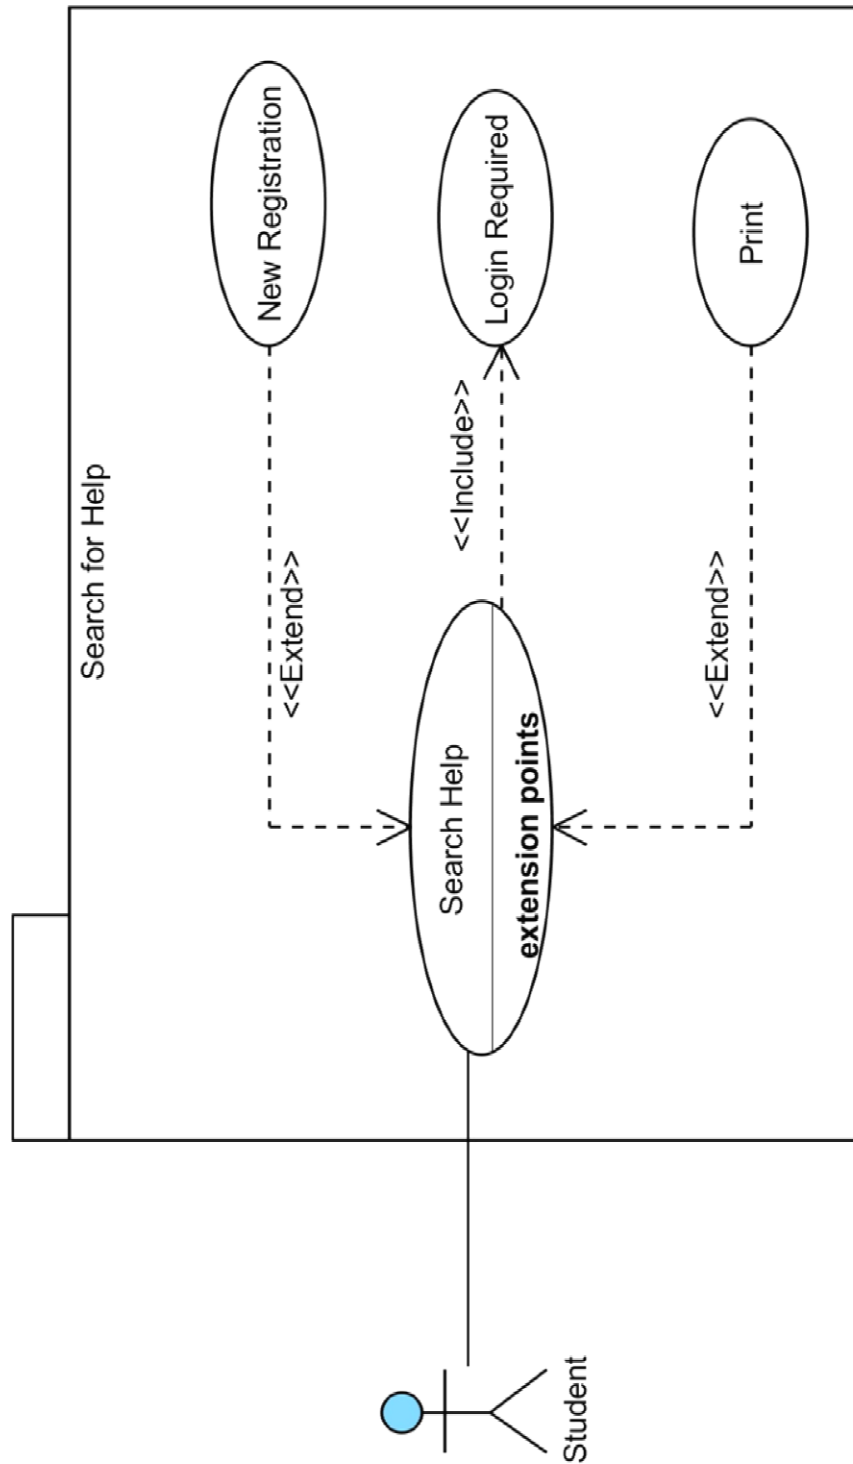 Search for Help
New Registration
<<Extend>>
Search Help
extension points
<<Include>>
Login Required
<<Extend>>
Print
Student